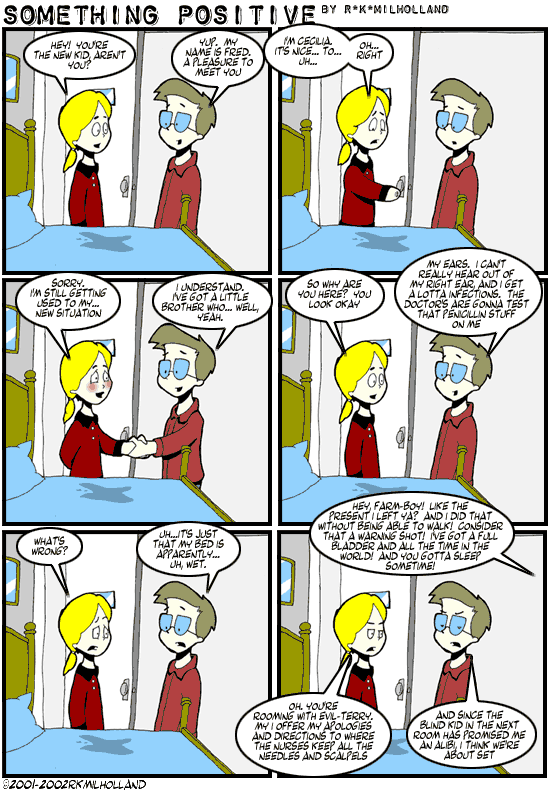 SOMETHING POSITIVE BY R*K*MILHOLLAND
HEY! YOU'RE
THE NEW KID, AREN'T
YOU?
YUP. MY
NAME IS FRED.
A PLEASURE TO
MEET YOU
I'M CECILIA.
IT'S NICE... TO...
UH...
OH...
RIGHT
SORRY.
I'M STILL GETTING
USED TO MY...
NEW SITUATION
I UNDERSTAND.
I'VE GOT A LITTLE
BROTHER WHO... WELL,
YEAH.
SO WHY ARE
YOU HERE? YOU
LOOK OKAY
MY EARS. I CAN'T
REALLY HEAR OUT OF
MY RIGHT EAR, AND I GET
A LOTTA INFECTIONS. THE
DOCTOR'S ARE GONNA TEST
THAT PENICILLIN STUFF
ON ME
WHAT'S
WRONG?
UH...IT'S JUST
THAT MY BED IS
APPARENTLY...
UH, WET.
HEY, FARM-BOY! LIKE THE
PRESENT I LEFT YA? AND I DID THAT
WITHOUT BEING ABLE TO WALK! CONSIDER
THAT A WARNING SHOT! I'VE GOT A FULL
BLADDER AND ALL THE TIME IN THE
WORLD! AND YOU GOTTA SLEEP
SOMETIME!
OH. YOU'RE
ROOMING WITH EVIL-TERRY.
MY I OFFER MY APOLOGIES
AND DIRECTIONS TO WHERE
THE NURSES KEEP ALL THE
NEEDLES AND SCALPELS
AND SINCE THE
BLIND KID IN THE NEXT
ROOM HAS PROMISED ME
AN ALIBI, I THINK WE'RE
ABOUT SET
©2001-2002RKMILHOLLAND